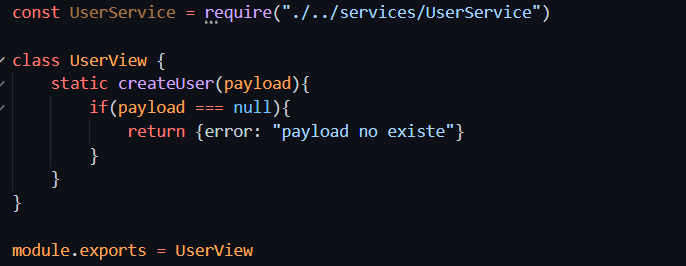 const UserService = require("./../services/UserService")
class UserView {
static createUser(payload){
if(payload === null){
return {error: "payload no existe"}
}
}
}
module.exports = UserView